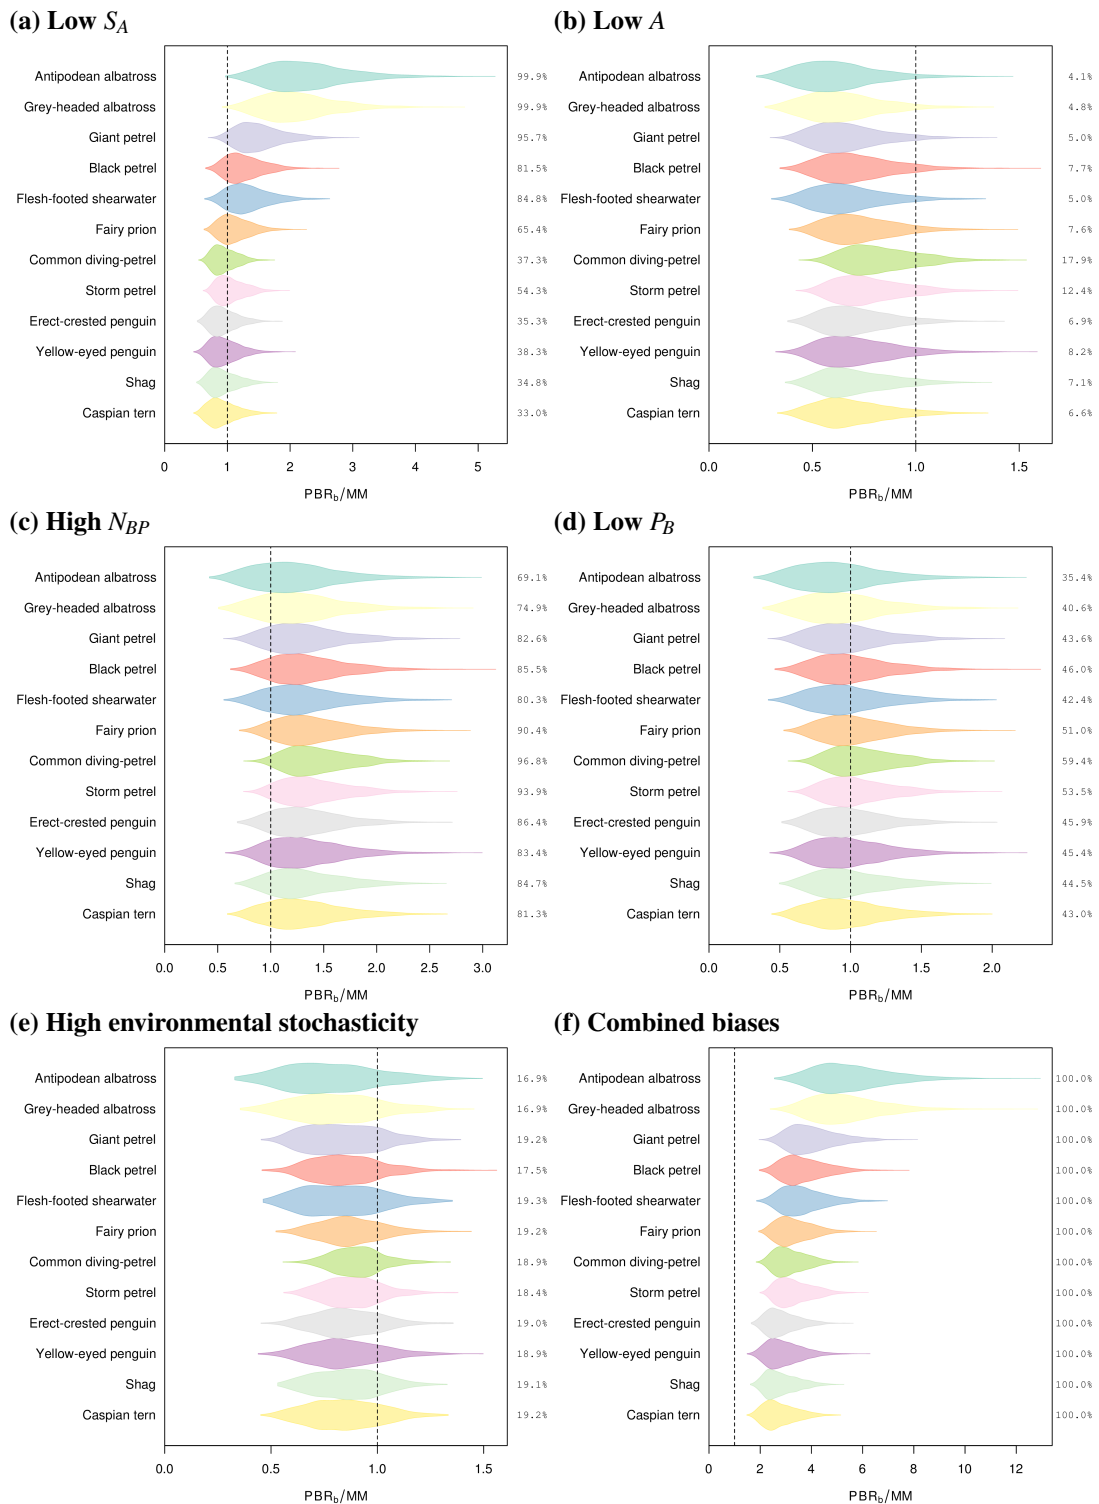 (a) Low S_A
Antipodean albatross 99.9%
Grey-headed albatross 99.9%
Giant petrel 95.7%
Black petrel 81.5%
Flesh-footed shearwater 84.8%
Fairy prion 65.4%
Common diving-petrel 37.3%
Storm petrel 54.3%
Erect-crested penguin 35.3%
Yellow-eyed penguin 38.3%
Shag 34.8%
Caspian tern 33.0%
0 1 2 3 4 5
PBR_b/MM
(b) Low A
Antipodean albatross 4.1%
Grey-headed albatross 4.8%
Giant petrel 5.0%
Black petrel 7.7%
Flesh-footed shearwater 5.0%
Fairy prion 7.6%
Common diving-petrel 17.9%
Storm petrel 12.4%
Erect-crested penguin 6.9%
Yellow-eyed penguin 8.2%
Shag 7.1%
Caspian tern 6.6%
0.0 0.5 1.0 1.5
PBR_b/MM
(c) High N_BP
Antipodean albatross 69.1%
Grey-headed albatross 74.9%
Giant petrel 82.6%
Black petrel 85.5%
Flesh-footed shearwater 80.3%
Fairy prion 90.4%
Common diving-petrel 96.8%
Storm petrel 93.9%
Erect-crested penguin 86.4%
Yellow-eyed penguin 83.4%
Shag 84.7%
Caspian tern 81.3%
0.0 0.5 1.0 1.5 2.0 2.5 3.0
PBR_b/MM
(d) Low P_B
Antipodean albatross 35.4%
Grey-headed albatross 40.6%
Giant petrel 43.6%
Black petrel 46.0%
Flesh-footed shearwater 42.4%
Fairy prion 51.0%
Common diving-petrel 59.4%
Storm petrel 53.5%
Erect-crested penguin 45.9%
Yellow-eyed penguin 45.4%
Shag 44.5%
Caspian tern 43.0%
0.0 0.5 1.0 1.5 2.0
PBR_b/MM
(e) High environmental stochasticity
Antipodean albatross 16.9%
Grey-headed albatross 16.9%
Giant petrel 19.2%
Black petrel 17.5%
Flesh-footed shearwater 19.3%
Fairy prion 19.2%
Common diving-petrel 18.9%
Storm petrel 18.4%
Erect-crested penguin 19.0%
Yellow-eyed penguin 18.9%
Shag 19.1%
Caspian tern 19.2%
0.0 0.5 1.0 1.5
PBR_b/MM
(f) Combined biases
Antipodean albatross 100.0%
Grey-headed albatross 100.0%
Giant petrel 100.0%
Black petrel 100.0%
Flesh-footed shearwater 100.0%
Fairy prion 100.0%
Common diving-petrel 100.0%
Storm petrel 100.0%
Erect-crested penguin 100.0%
Yellow-eyed penguin 100.0%
Shag 100.0%
Caspian tern 100.0%
0 2 4 6 8 10 12
PBR_b/MM